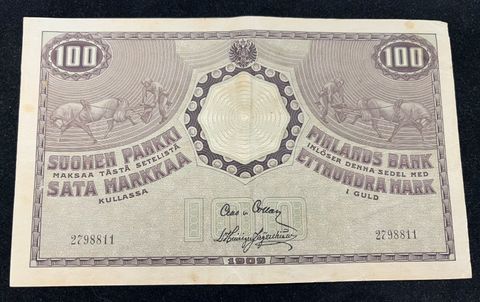 100
100
SUOMEN PANKKI
MAKSAA TÄSTÄ SETELISTÄ
SATA MARKKAA
KULLASSA
FINLANDS BANK
INLÖSER DENNA SEDEL MED
ETTHUNDRA MARK
I GULD
100
2798811
2798811
1909